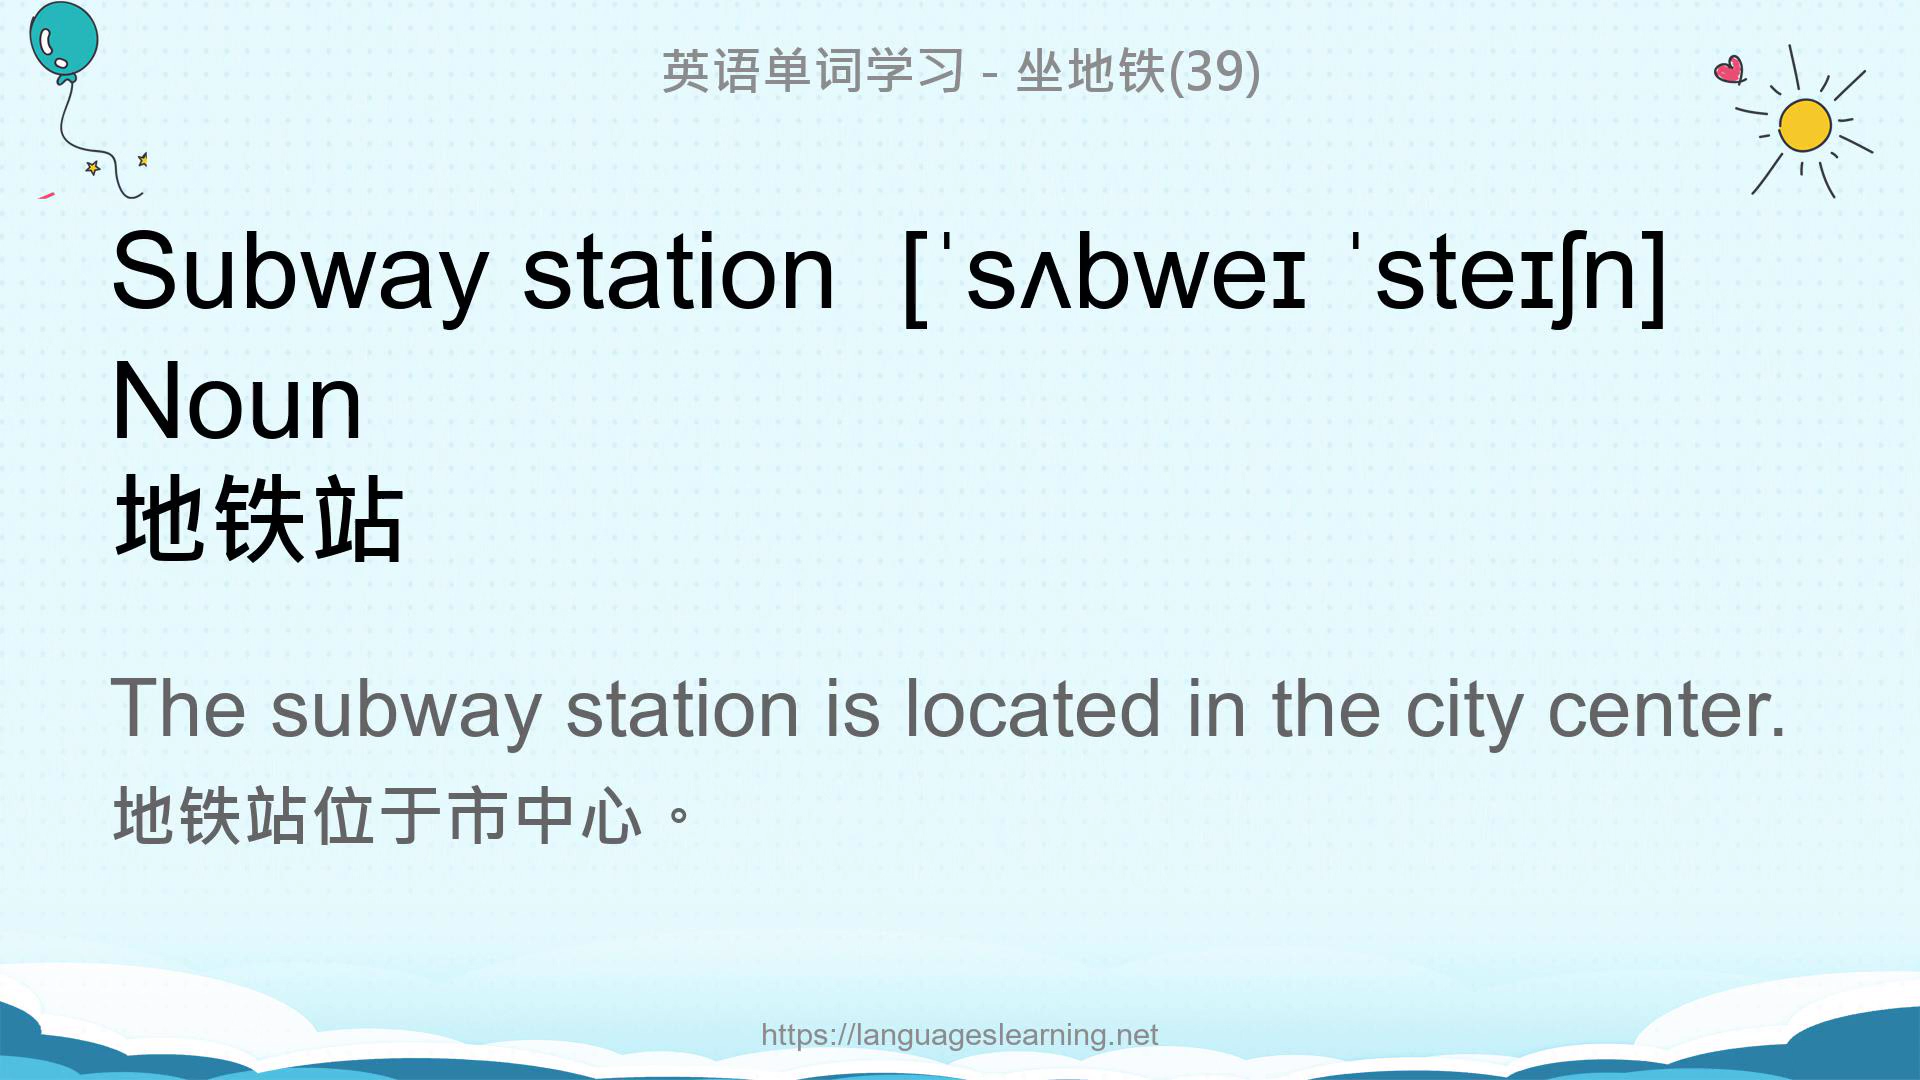 英语单词学习 - 坐地铁(39)
Subway station  [ˈsʌbweɪ ˈsteɪʃn]
Noun
地铁站
The subway station is located in the city center.
地铁站位于市中心。
https://languageslearning.net